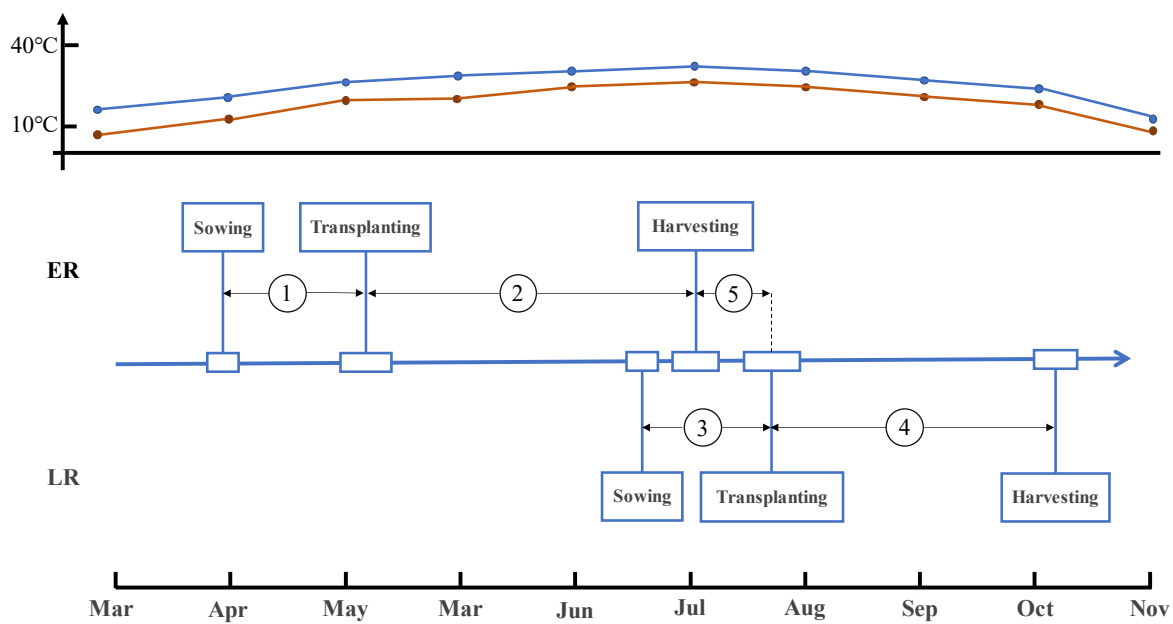 40℃
10℃
Sowing
Transplanting
Harvesting
ER
1
2
5
3
4
LR
Sowing
Transplanting
Harvesting
Mar
Apr
May
Mar
Jun
Jul
Aug
Sep
Oct
Nov